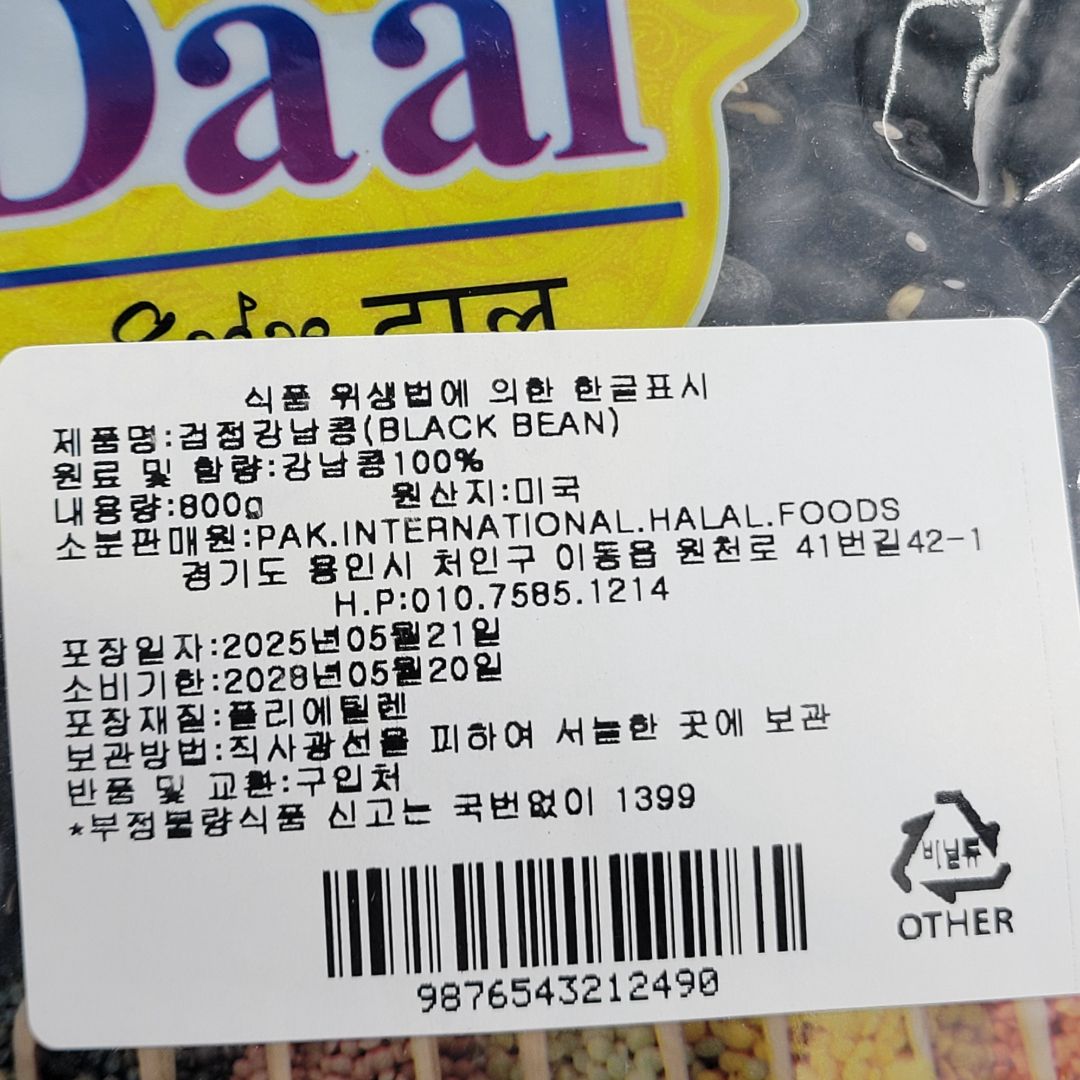 Daal
दाल
식품 위생법에 의한 한글표시
제품명:검정강남콩(BLACK BEAN)
원료 및 함량:강남콩100%
내용량:800g 원산지:미국
소분판매원:PAK.INTERNATIONAL.HALAL.FOODS
경기도 용인시 처인구 이동읍 원천로 41번길42-1
H.P:010.7585.1214
포장일자:2025년05월21일
소비기한:2028년05월20일
포장재질:폴리에틸렌
보관방법:직사광선을 피하여 서늘한 곳에 보관
반품 및 교환:구입처
*부정불량식품 신고는 국번없이 1399
비닐류
OTHER
9876543212490